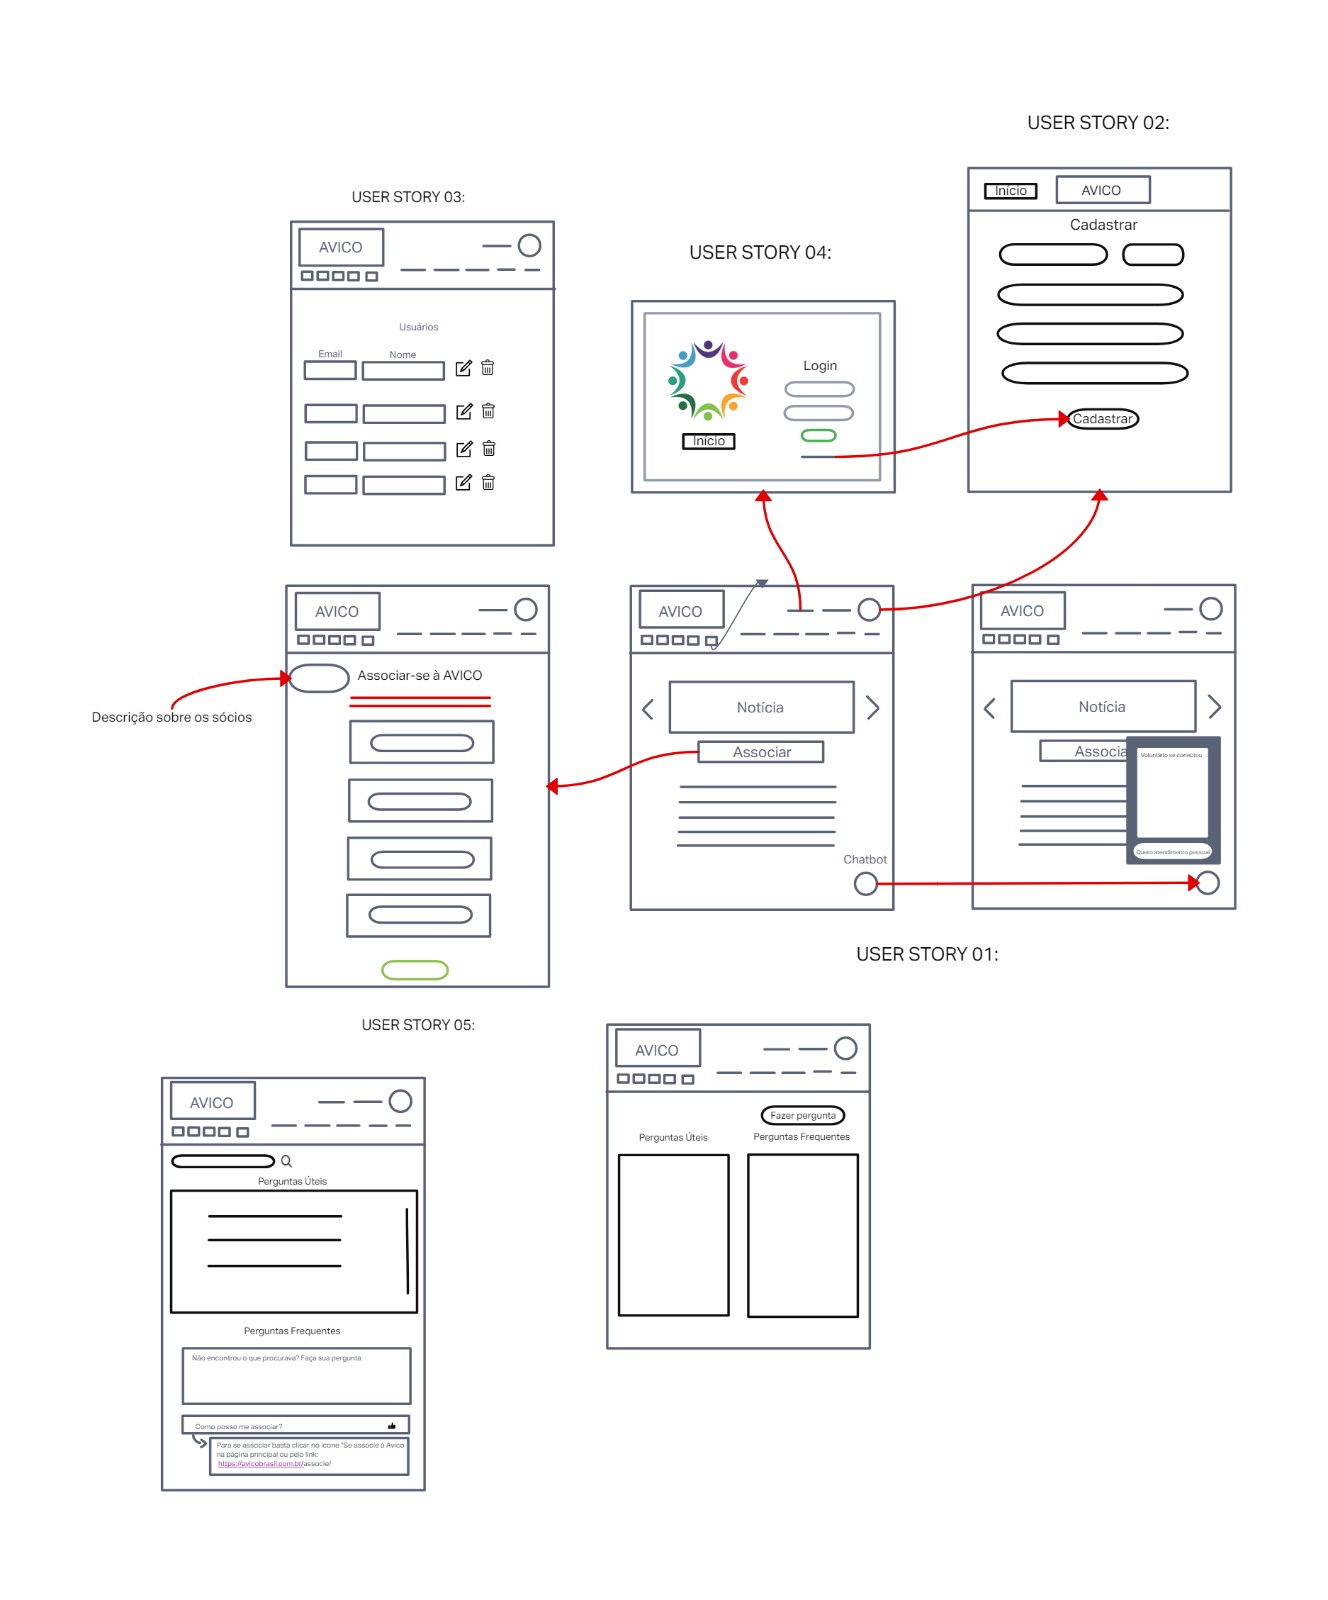 USER STORY 02:
Início
AVICO
Cadastrar
Cadastrar
USER STORY 03:
AVICO
Usuários
Email
Nome
USER STORY 04:
Login
Início
AVICO
Associar-se à AVICO
Descrição sobre os sócios
AVICO
Notícia
Associar
Chatbot
AVICO
Notícia
Associa
Voluntário se conectou
Quero atendimento pessoal
USER STORY 01:
USER STORY 05:
AVICO
Perguntas Úteis
Perguntas Frequentes
Não encontrou o que procurava? Faça sua pergunta
Como posso me associar?
Para se associar basta clicar no ícone "Se associe à Avico
na página principal ou pelo link:
https://avicobrasil.com.br/associe/
AVICO
Fazer pergunta
Perguntas Úteis
Perguntas Frequentes